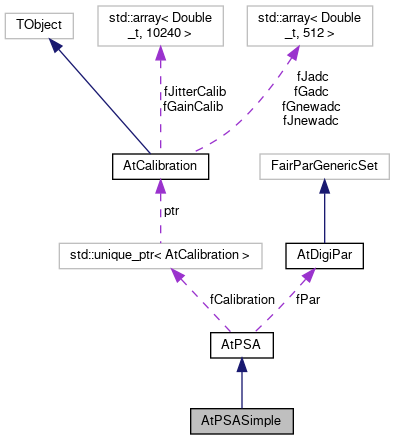 TObject
std::array< Double
_t, 10240 >
std::array< Double
_t, 512 >
fJitterCalib
fGainCalib
fJadc
fGadc
fGnewadc
fJnewadc
AtCalibration
FairParGenericSet
ptr
std::unique_ptr< AtCalibration >
AtDigiPar
fCalibration
fPar
AtPSA
AtPSASimple